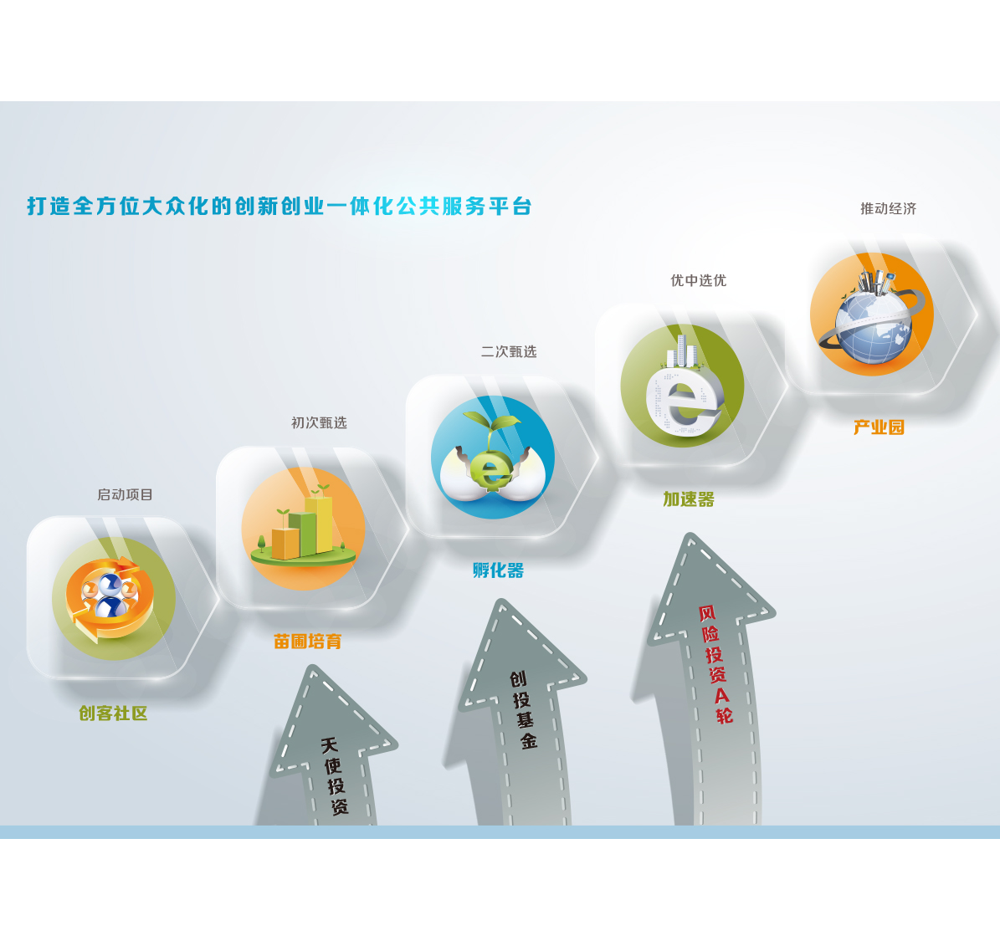 打造全方位大众化的创新创业一体化公共服务平台
推动经济
优中选优
二次甄选
初次甄选
启动项目
产业园
加速器
孵化器
苗圃培育
创客社区
天使投资
创投基金
风险投资A轮